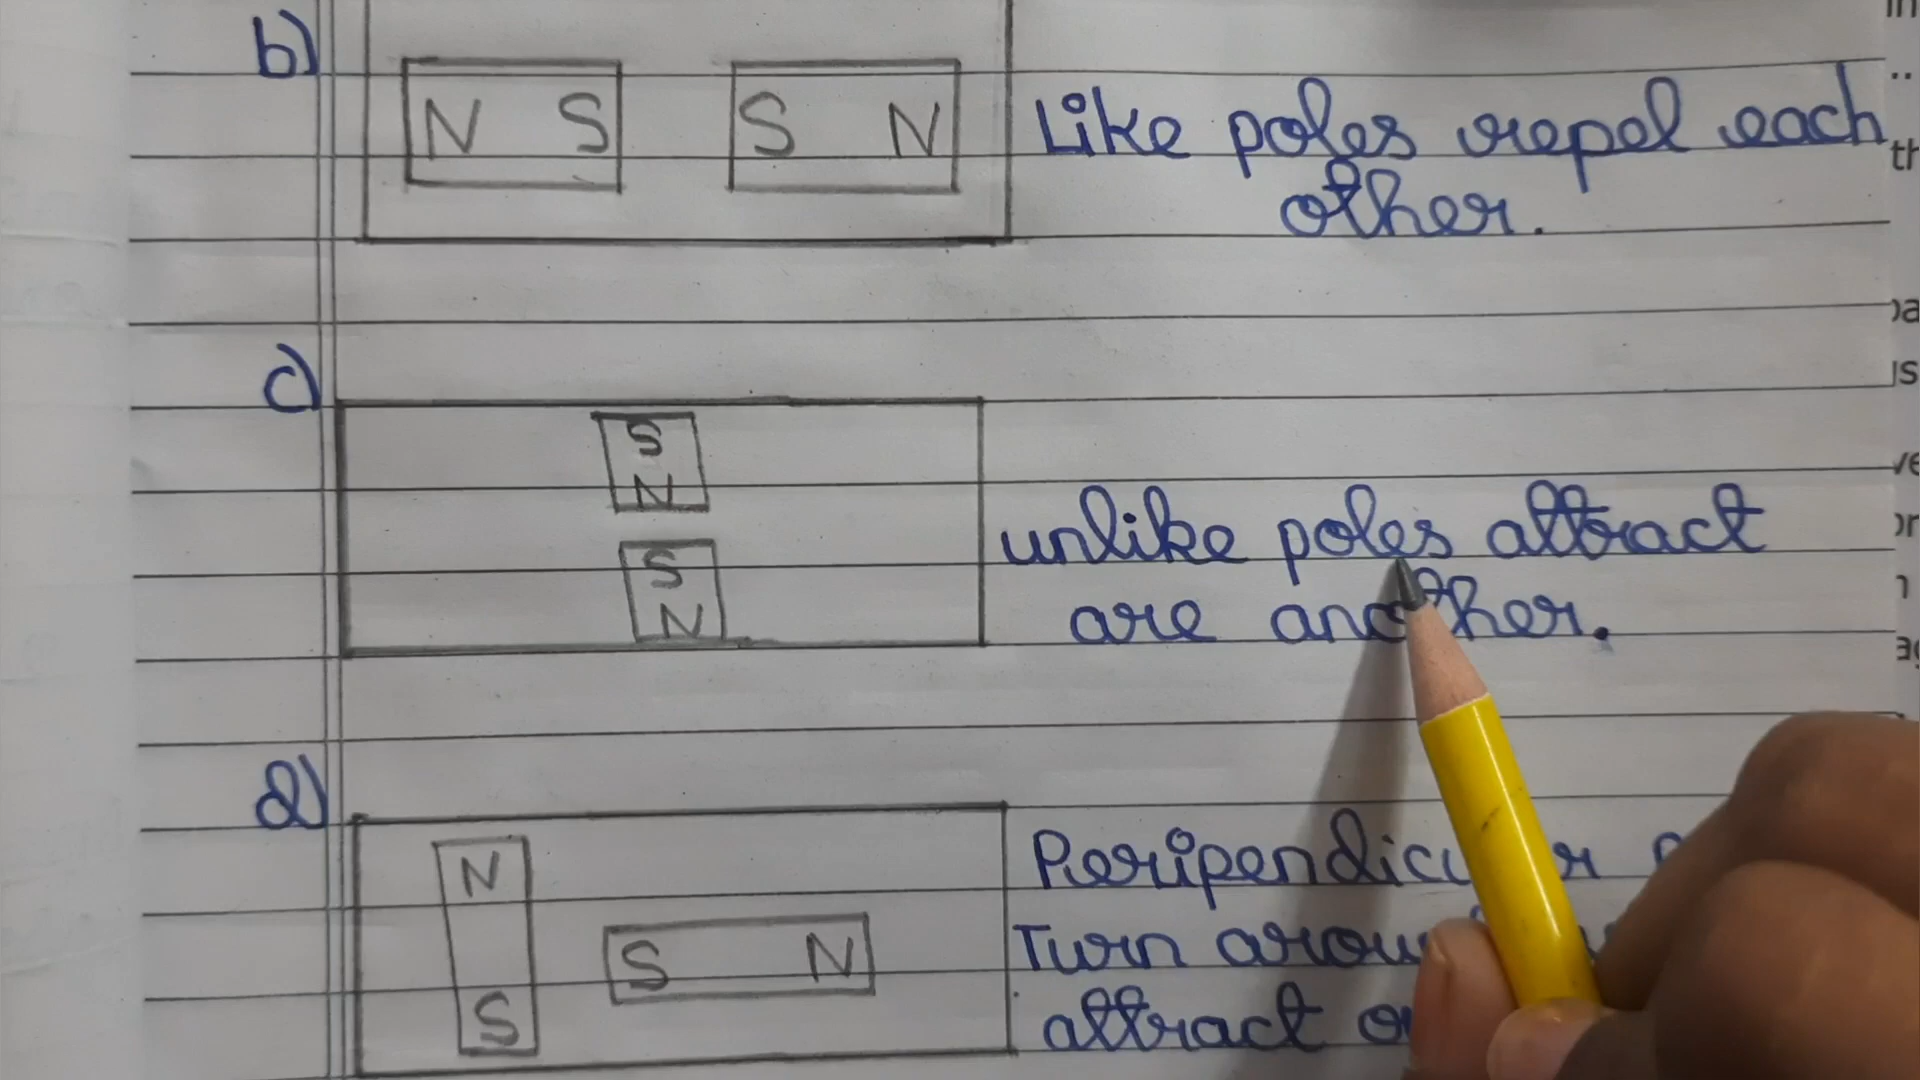 b)
N S S N
Like poles repel each
other.
c)
S
N
S
N
unlike poles attract
are another.
d)
N
S
S N
Turn
attract